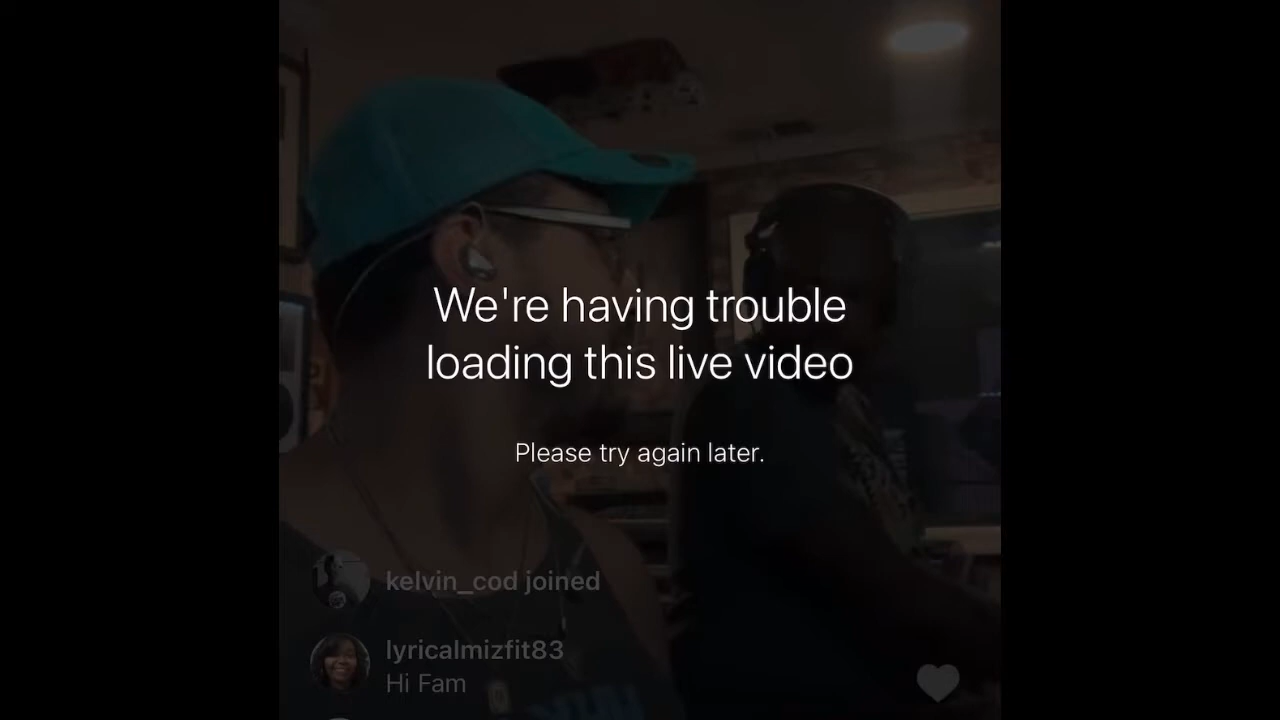 We're having trouble
loading this live video
Please try again later.
kelvin_cod joined
lyricalmizfit83
Hi Fam